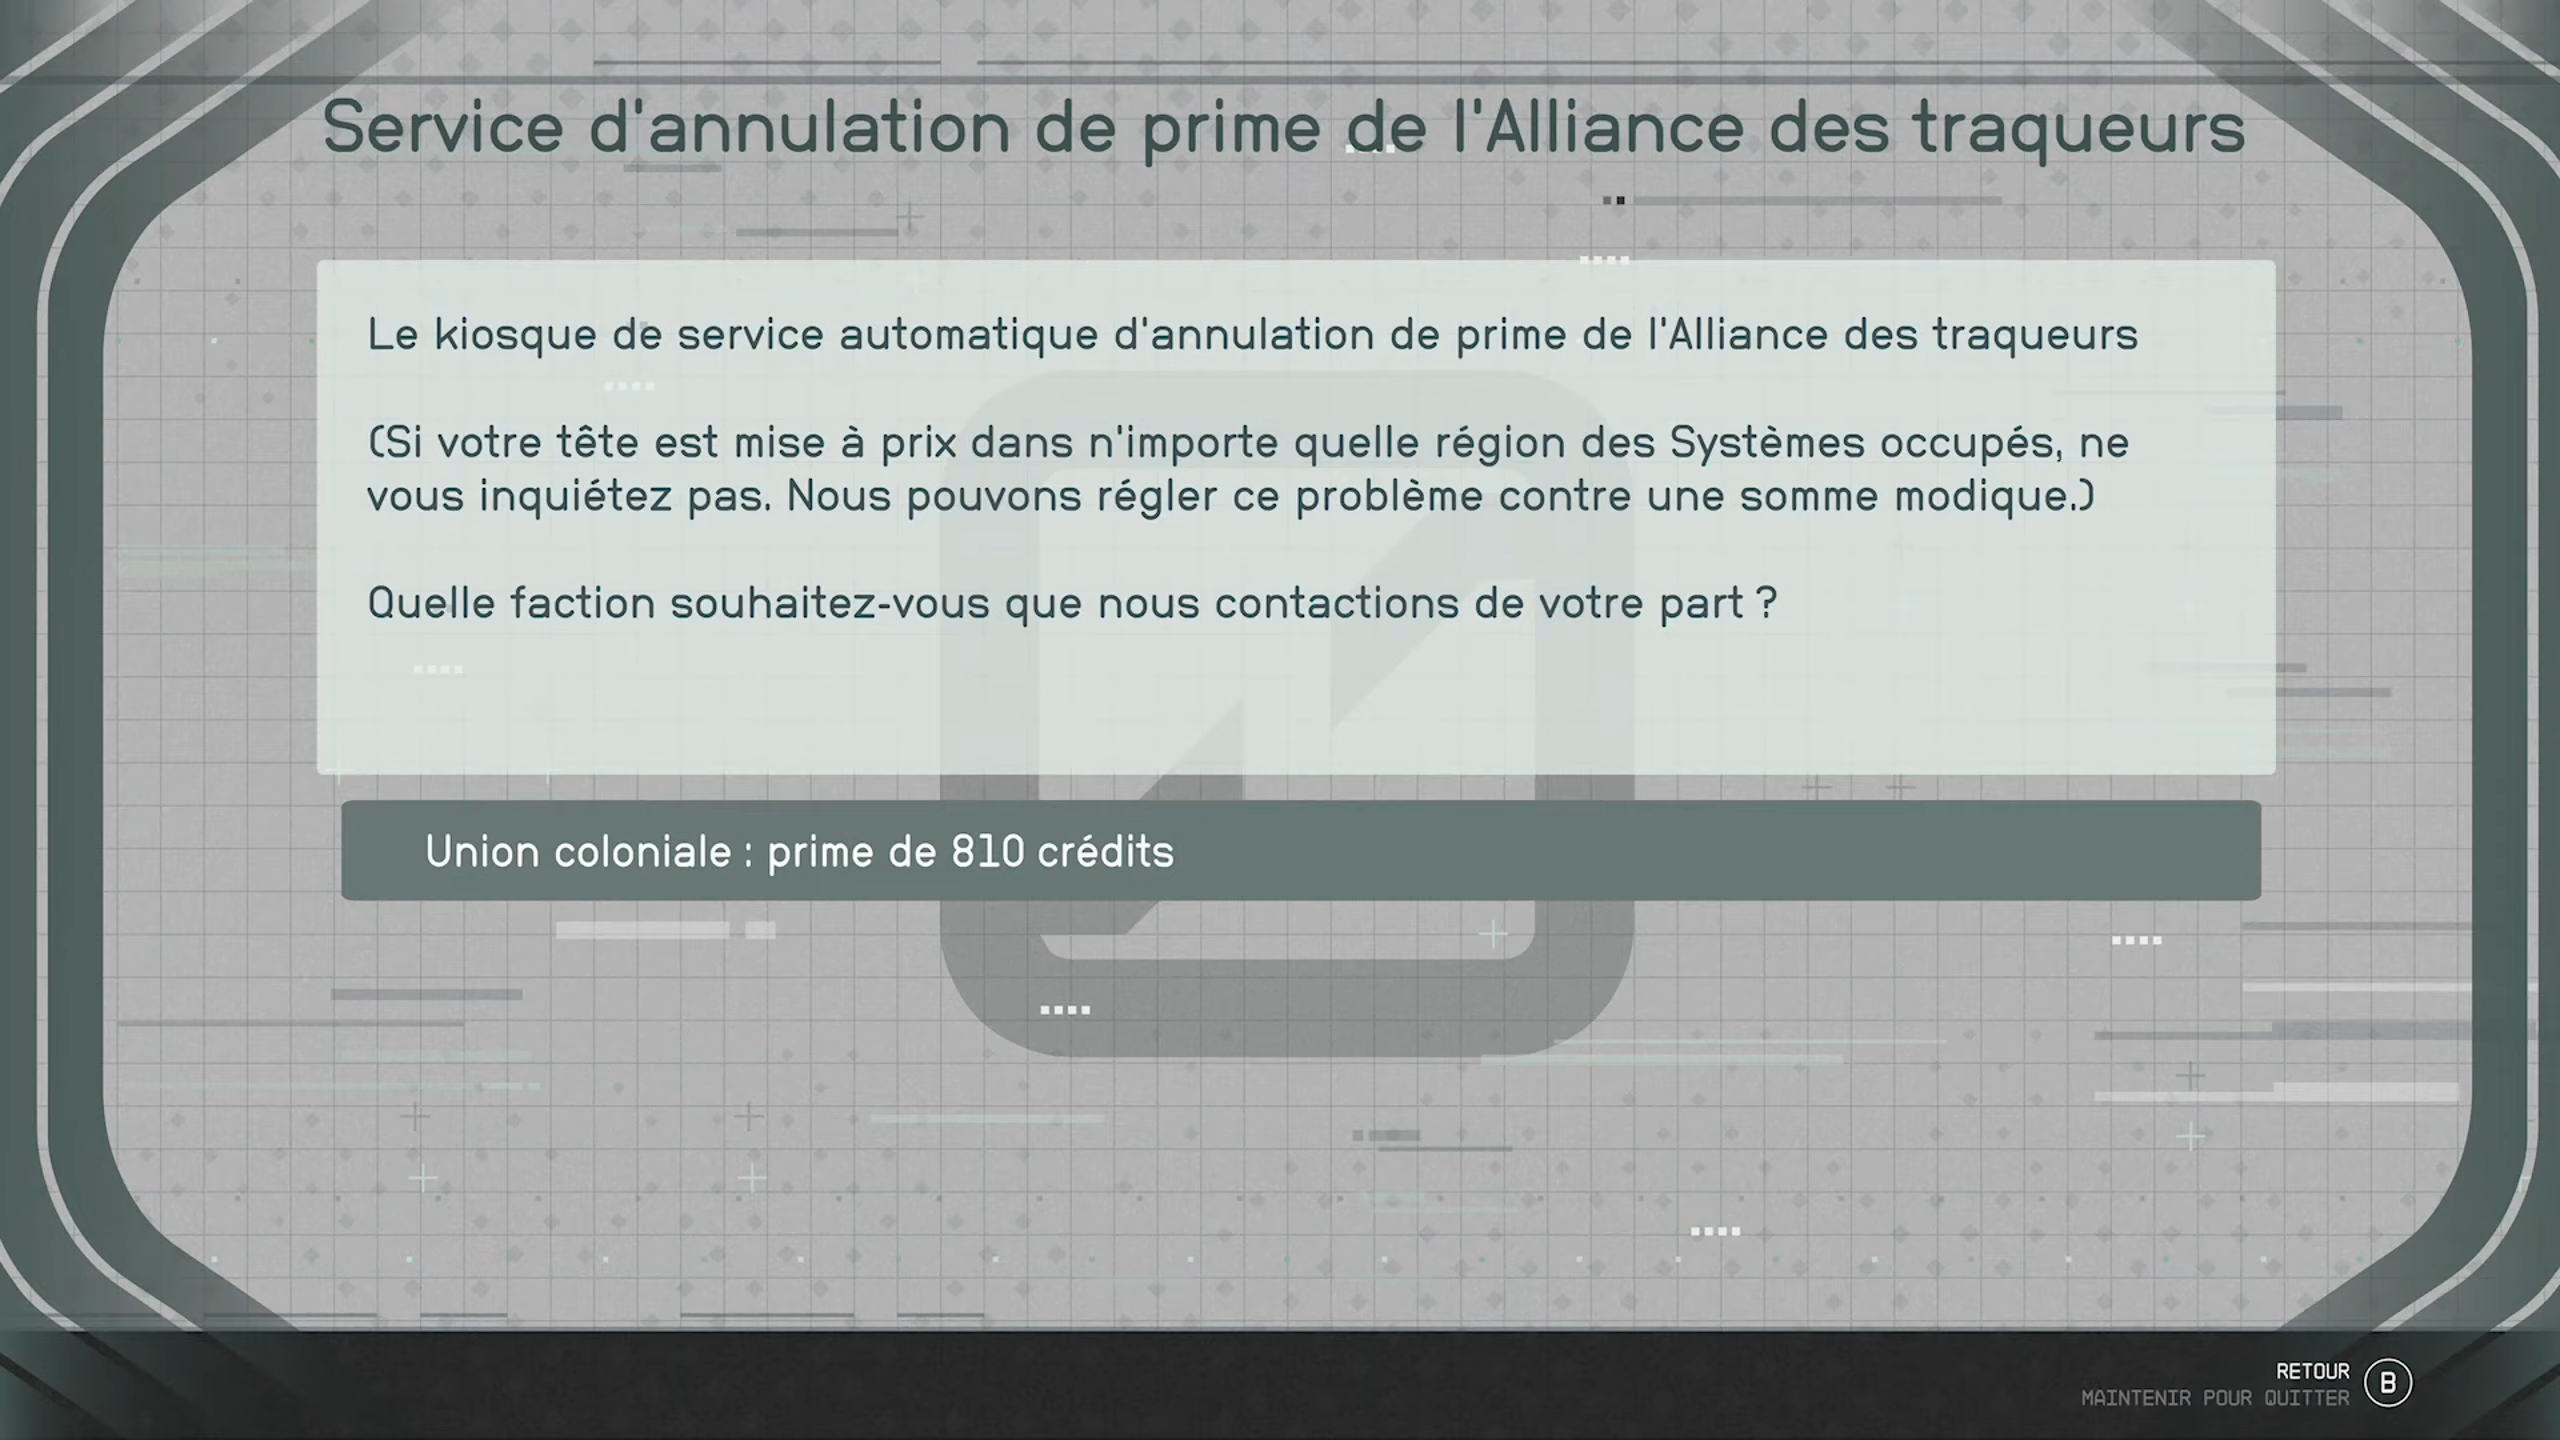 Service d'annulation de prime de l'Alliance des traqueurs
Le kiosque de service automatique d'annulation de prime de l'Alliance des traqueurs
(Si votre tête est mise à prix dans n'importe quelle région des Systèmes occupés, ne
vous inquiétez pas. Nous pouvons régler ce problème contre une somme modique.)
Quelle faction souhaitez-vous que nous contactions de votre part ?
Union coloniale : prime de 810 crédits
RETOUR
B
MAINTENIR POUR QUITTER